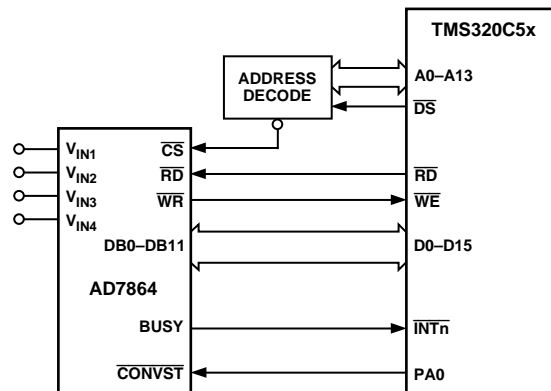 TMS320C5x
ADDRESS
DECODE
A0–A13
DS
VIN1
VIN2
VIN3
VIN4
CS
RD
WR
RD
WE
DB0–DB11
D0–D15
AD7864
BUSY
INTn
CONVST
PA0